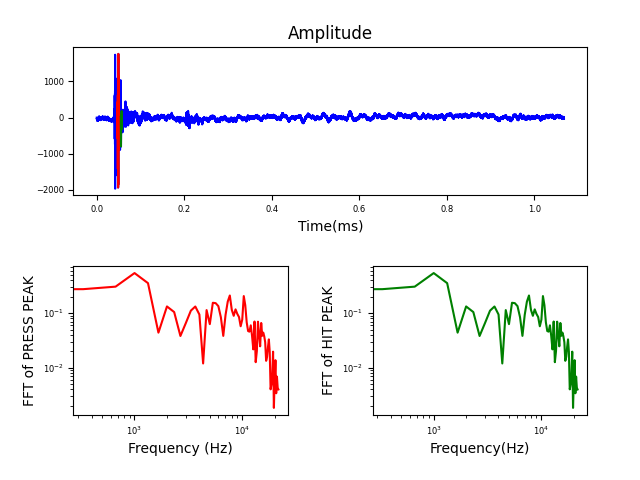 Amplitude
1000
0
−1000
−2000
0.0 0.2 0.4 0.6 0.8 1.0
Time(ms)
FFT of PRESS PEAK
10⁻¹
10⁻²
10³ 10⁴
Frequency (Hz)
FFT of HIT PEAK
10⁻¹
10⁻²
10³ 10⁴
Frequency(Hz)